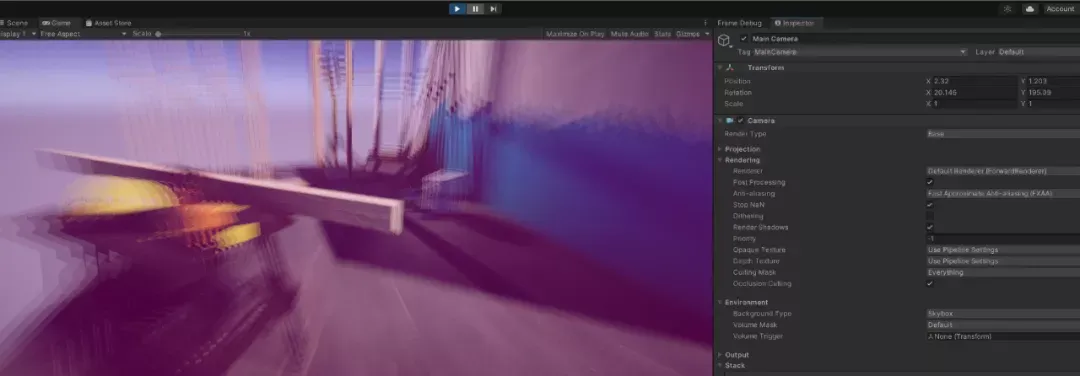 Account
Scene Game Asset Store
Display 1 Free Aspect Scale 1x Maximize On Play Mute Audio Stats Gizmos
Frame Debug Inspector
Main Camera
Tag MainCamera Layer Default
Transform
Position X 2.32 Y 1.203
Rotation X 20.146 Y 195.39
Scale X 1 Y 1
Camera
Render Type Base
Projection
Rendering
Renderer Default Renderer (ForwardRenderer)
Post Processing
Anti-aliasing Fast Approximate Anti-aliasing (FXAA)
Stop NaN
Dithering
Render Shadows
Priority -1
Opaque Texture Use Pipeline Settings
Depth Texture Use Pipeline Settings
Culling Mask Everything
Occlusion Culling
Environment
Background Type Skybox
Volume Mask Default
Volume Trigger None (Transform)
Output
Stack